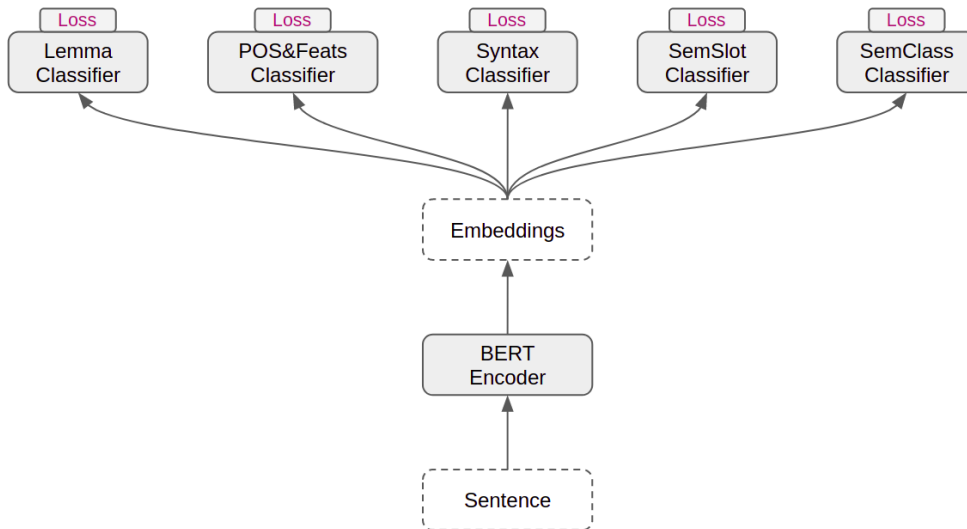 Loss Loss Loss Loss Loss
Lemma Classifier
POS&Feats Classifier
Syntax Classifier
SemSlot Classifier
SemClass Classifier
Embeddings
BERT
Encoder
Sentence